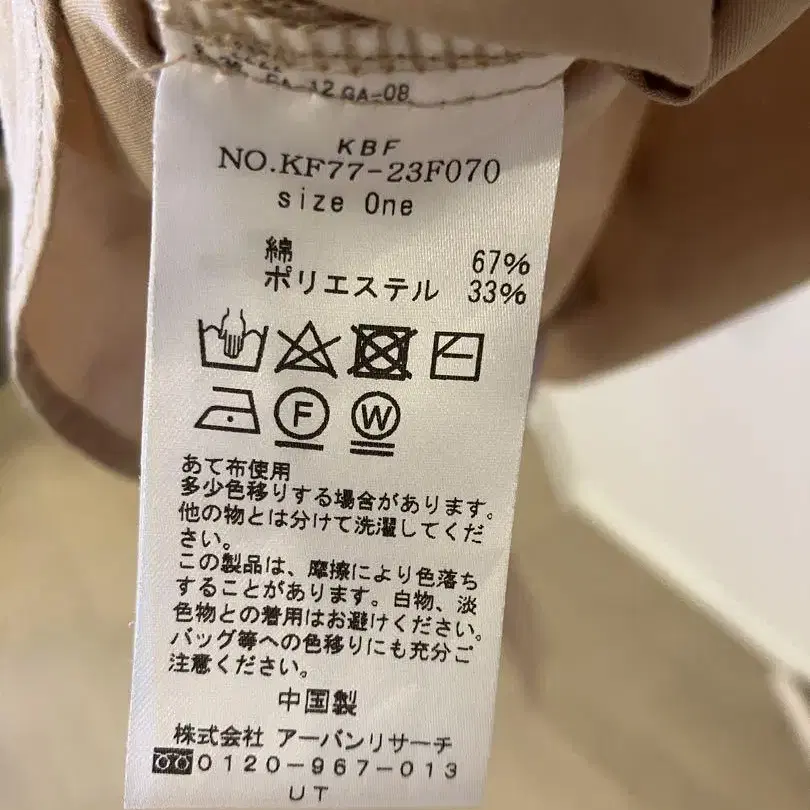 12 GA-08
KBF
NO.KF77-23F070
size One
綿 67%
ポリエステル 33%
F W
あて布使用
多少色移りする場合があります。
他の物とは分けて洗濯してくだ
さい。
この製品は、摩擦により色落ち
することがあります。白物、淡
色物との着用はお避けください。
バッグ等への色移りにも充分ご
注意ください。
中国製
株式会社 アーバンリサーチ
0120-967-013
UT